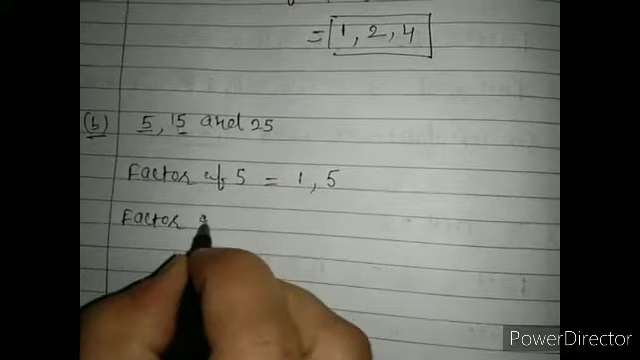 = 1, 2, 4
(b) 5, 15 and 25
Factor of 5 = 1, 5
Factor
PowerDirector